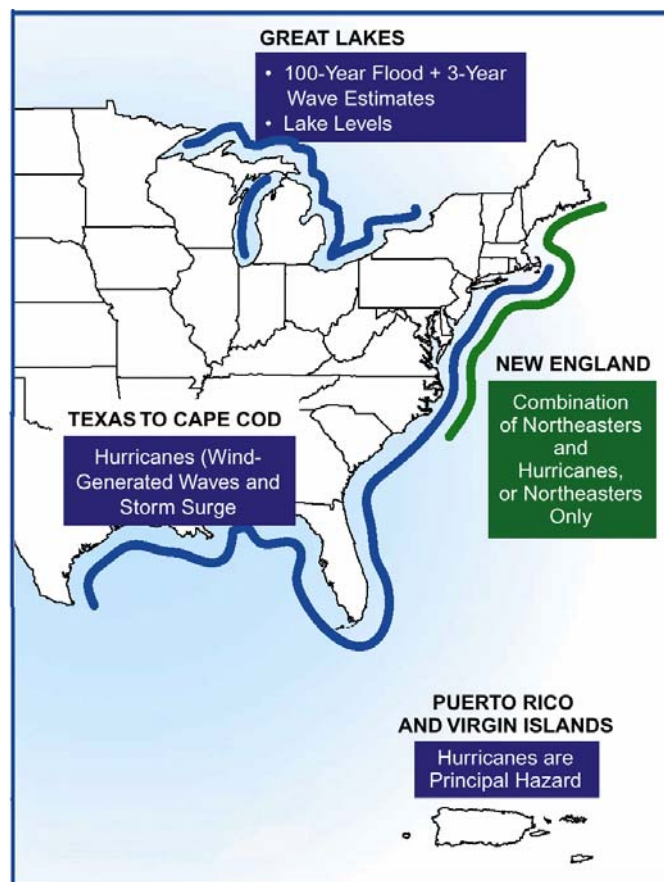 GREAT LAKES
• 100-Year Flood + 3-Year
Wave Estimates
• Lake Levels
NEW ENGLAND
Combination
of Northeasters
and
Hurricanes,
or Northeasters
Only
TEXAS TO CAPE COD
Hurricanes (Wind-
Generated Waves and
Storm Surge
PUERTO RICO
AND VIRGIN ISLANDS
Hurricanes are
Principal Hazard